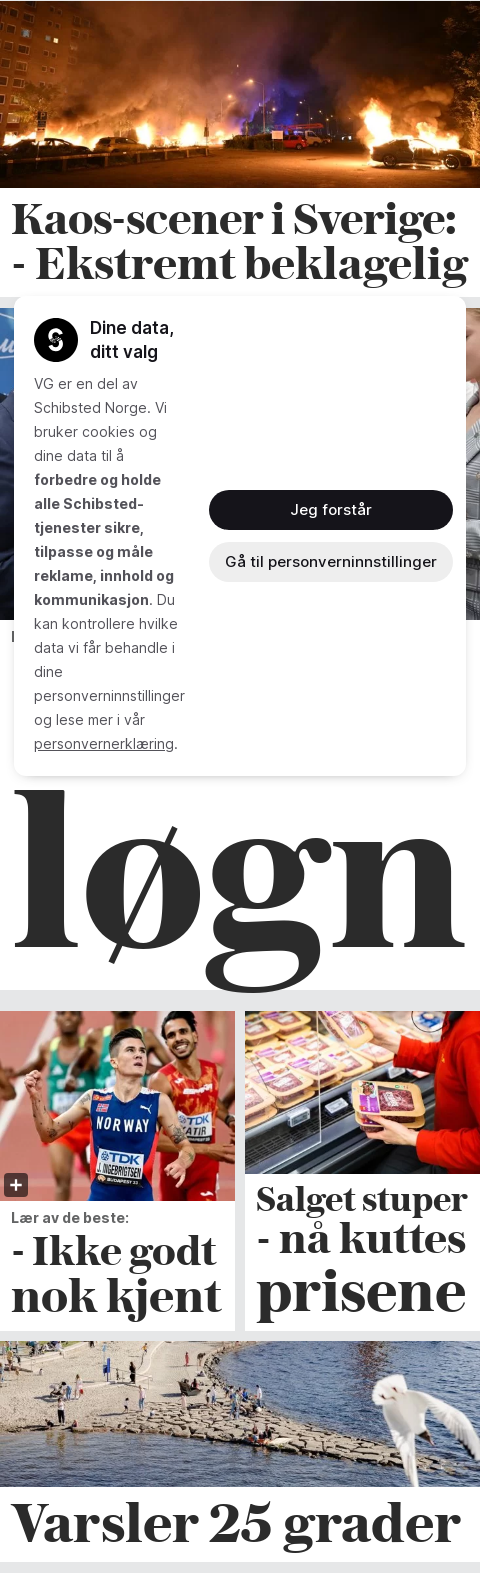 Kaos-scener i Sverige:
- Ekstremt beklagelig
Dine data,
ditt valg
VG er en del av
Schibsted Norge. Vi
bruker cookies og
dine data til å
forbedre og holde
alle Schibsted-
tjenester sikre,
tilpasse og måle
reklame, innhold og
kommunikasjon. Du
kan kontrollere hvilke
data vi får behandle i
dine
personverninnstillinger
og lese mer i vår
personvernerklæring.
Jeg forstår
Gå til personverninnstillinger
løgn
NORWAY
TDK
J. INGEBRIGTSEN
BUDAPEST 23
TDK
KATIR
Lær av de beste:
- Ikke godt
nok kjent
Salget stuper
- nå kuttes
prisene
Varsler 25 grader